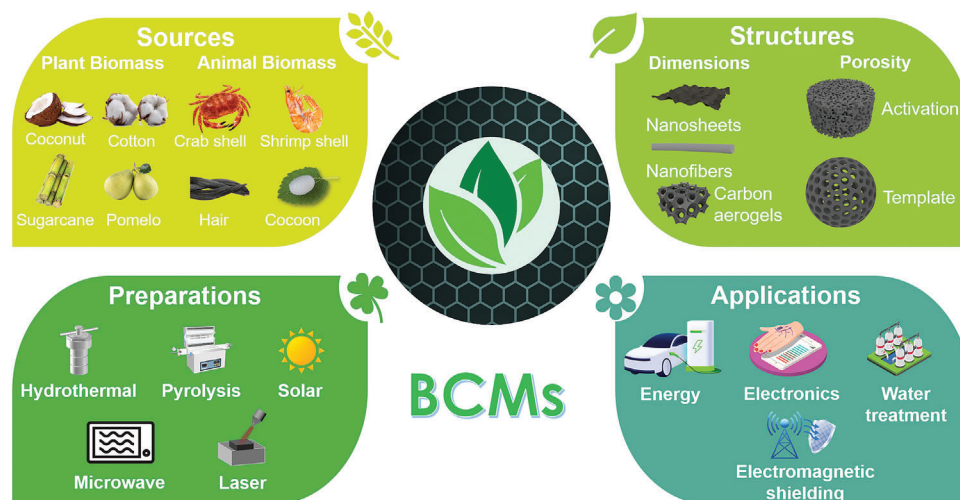 Sources
Plant Biomass
Animal Biomass
Coconut
Cotton
Crab shell
Shrimp shell
Sugarcane
Pomelo
Hair
Cocoon
Structures
Dimensions
Porosity
Nanosheets
Activation
Nanofibers
Carbon
aerogels
Template
Preparations
Hydrothermal
Pyrolysis
Solar
Microwave
Laser
BCMs
Applications
Energy
Electronics
Water
treatment
Electromagnetic
shielding